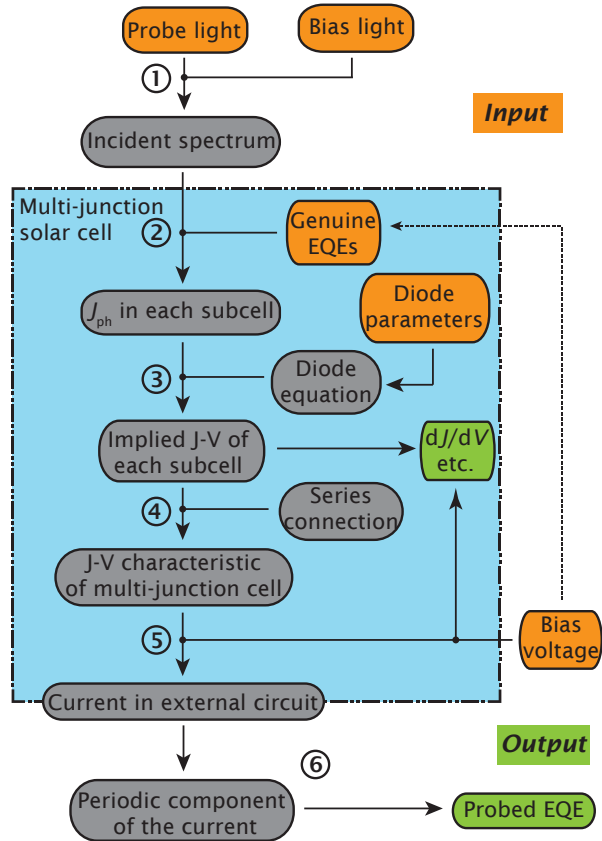 Probe light
Bias light
①
Input
Incident spectrum
Multi-junction
solar cell
②
Genuine
EQEs
Jph in each subcell
Diode
parameters
③
Diode
equation
Implied J-V of
each subcell
dJ/dV
etc.
④
Series
connection
J-V characteristic
of multi-junction cell
⑤
Bias
voltage
Current in external circuit
Output
⑥
Periodic component
of the current
Probed EQE